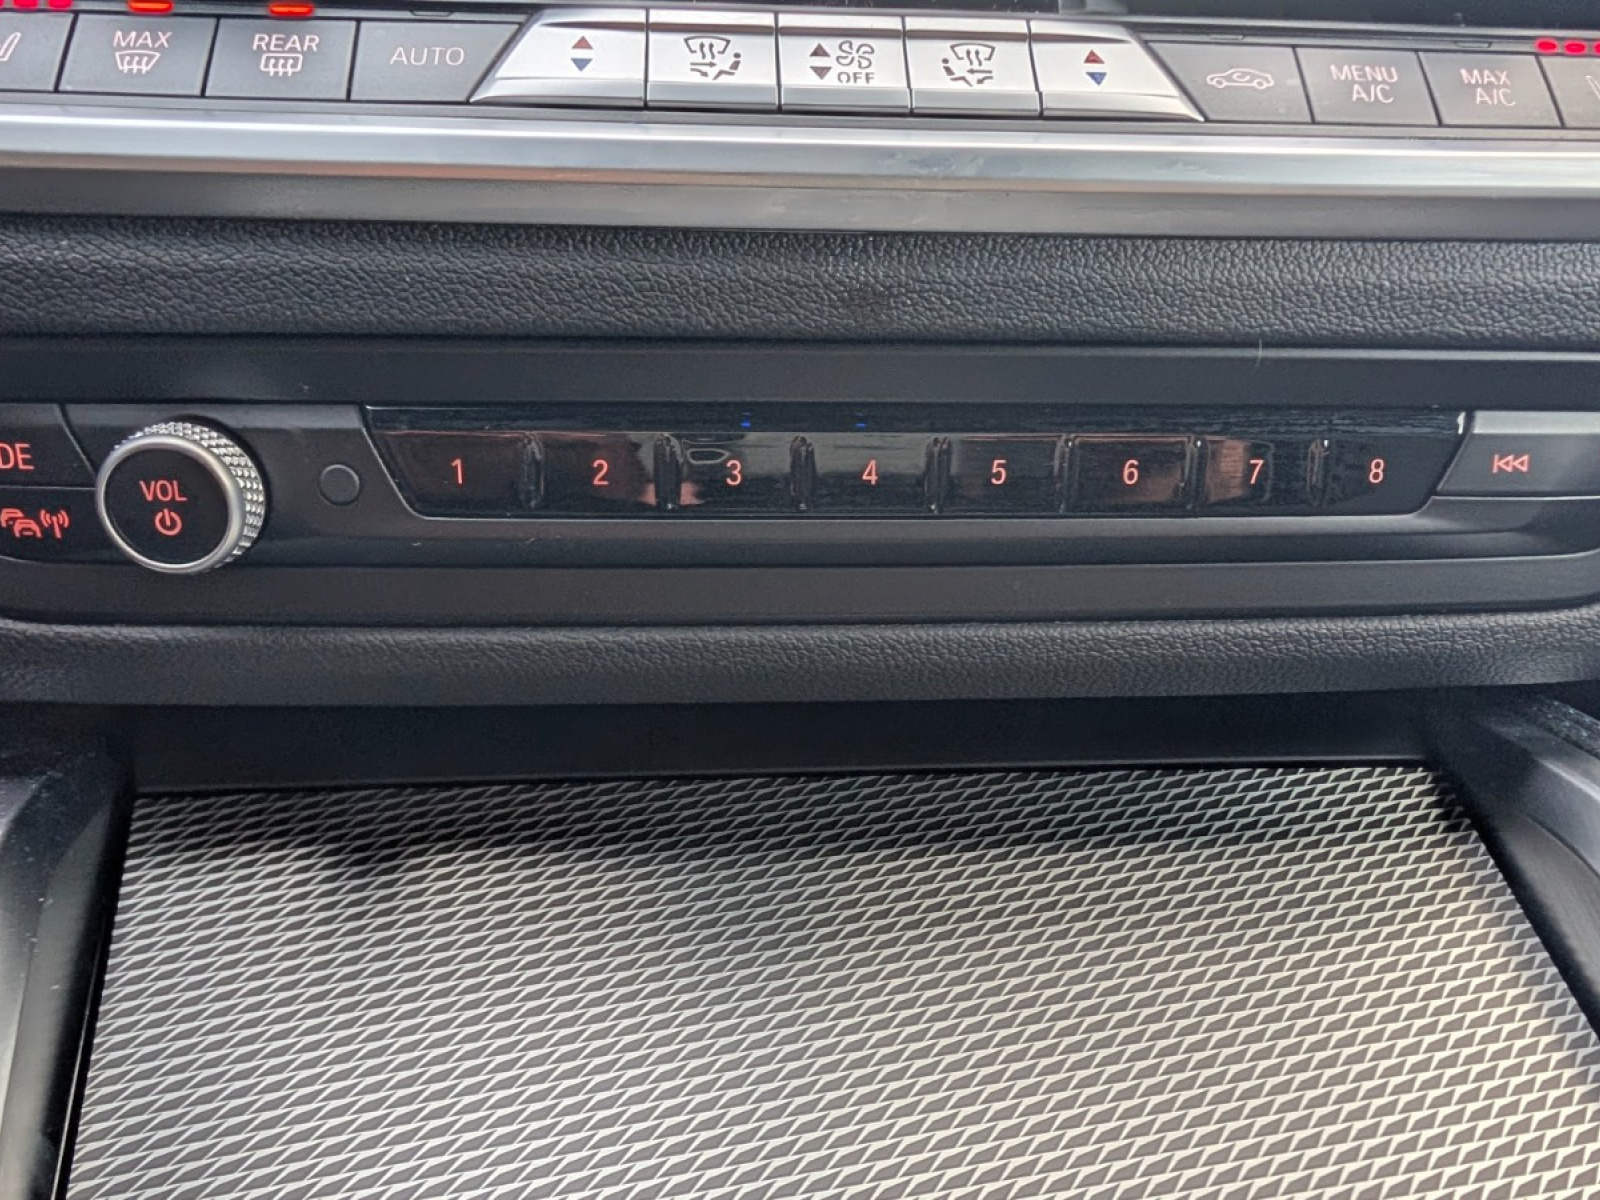 MAX
REAR
AUTO
OFF
MENU
A/C
MAX
A/C
DE
VOL
1 2 3 4 5 6 7 8